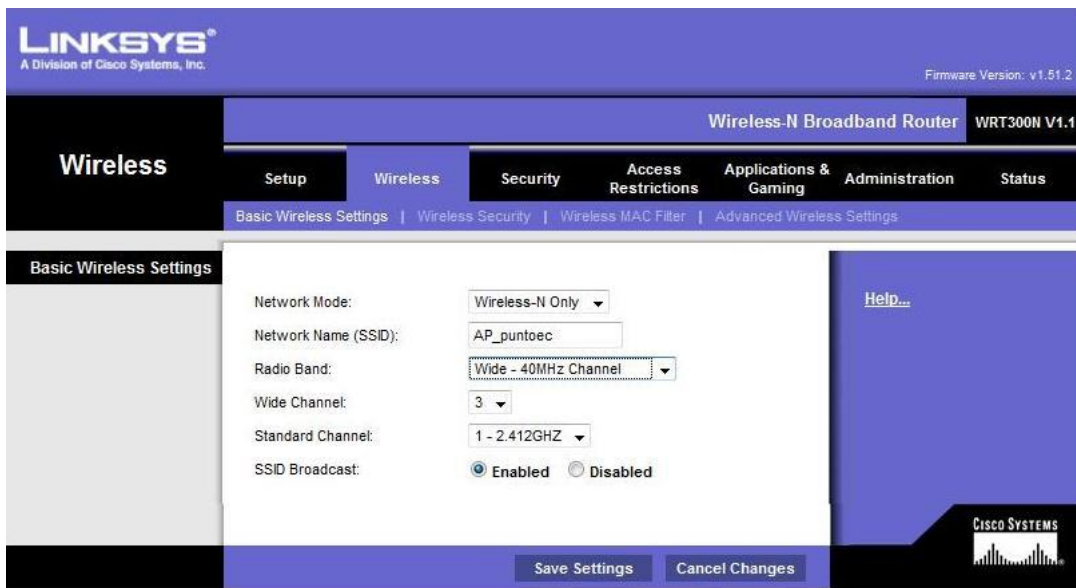 LINKSYS®
A Division of Cisco Systems, Inc.
Firmware Version: v1.51.2
Wireless-N Broadband Router WRT300N V1.1
Wireless
Setup Wireless Security Access Restrictions Applications & Gaming Administration Status
Basic Wireless Settings | Wireless Security | Wireless MAC Filter | Advanced Wireless Settings
Basic Wireless Settings
Help...
Network Mode: Wireless-N Only
Network Name (SSID): AP_puntoec
Radio Band: Wide - 40MHz Channel
Wide Channel: 3
Standard Channel: 1 - 2.412GHZ
SSID Broadcast: Enabled Disabled
CISCO SYSTEMS
Save Settings Cancel Changes